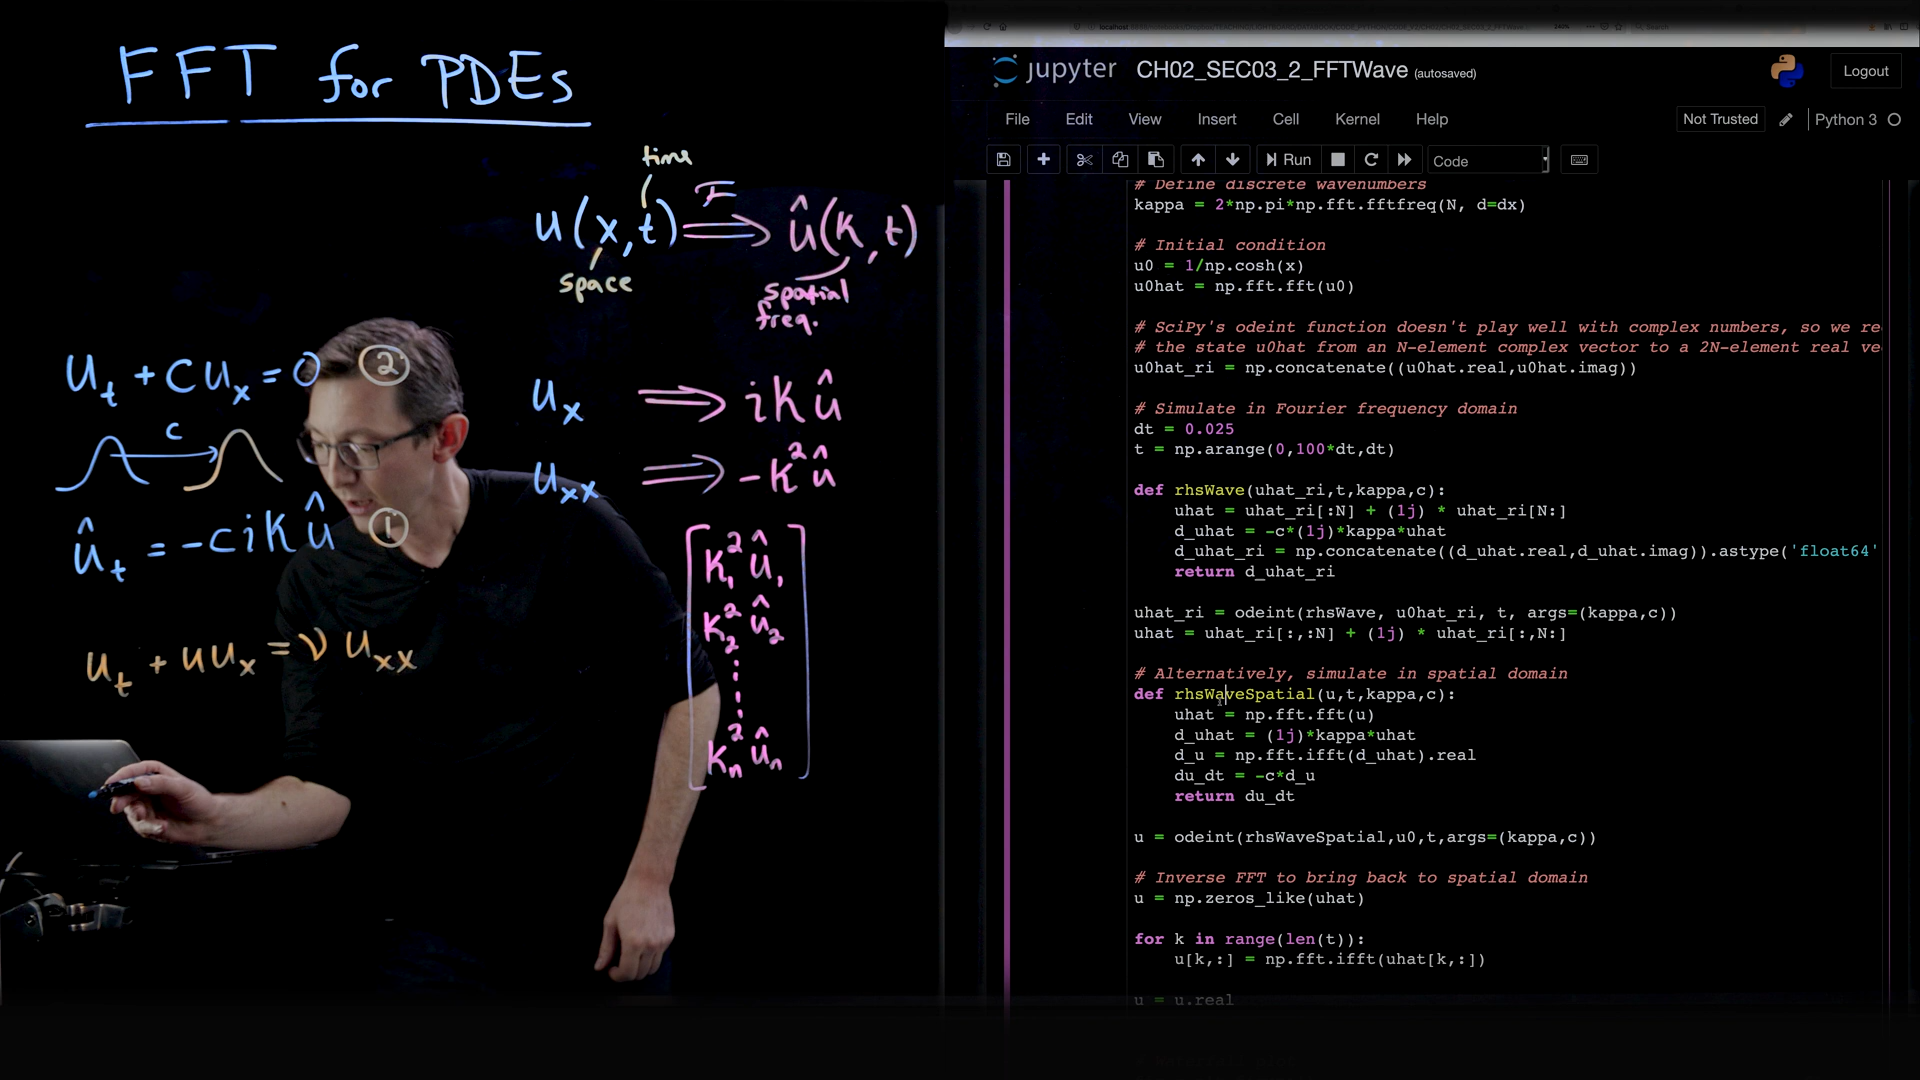 FFT for PDEs
time
u(x,t) F⟹ û(k,t)
space
spatial
freq.
u_t + cu_x = 0 ②
c
û_t = -cikû ①
u_t + uu_x = ν u_xx
u_x ⟹ ikû
u_xx ⟹ -k²û
k₁²û₁
k₂²û₂
⋮
kₙ²ûₙ
jupyter CH02_SEC03_2_FFTWave (autosaved)
Logout
File Edit View Insert Cell Kernel Help
Not Trusted Python 3
Run Code
# Define discrete wavenumbers
kappa = 2*np.pi*np.fft.fftfreq(N, d=dx)
# Initial condition
u0 = 1/np.cosh(x)
u0hat = np.fft.fft(u0)
# SciPy's odeint function doesn't play well with complex numbers, so we re
# the state u0hat from an N-element complex vector to a 2N-element real ve
u0hat_ri = np.concatenate((u0hat.real,u0hat.imag))
# Simulate in Fourier frequency domain
dt = 0.025
t = np.arange(0,100*dt,dt)
def rhsWave(uhat_ri,t,kappa,c):
    uhat = uhat_ri[:N] + (1j) * uhat_ri[N:]
    d_uhat = -c*(1j)*kappa*uhat
    d_uhat_ri = np.concatenate((d_uhat.real,d_uhat.imag)).astype('float64'
    return d_uhat_ri
uhat_ri = odeint(rhsWave, u0hat_ri, t, args=(kappa,c))
uhat = uhat_ri[:,:N] + (1j) * uhat_ri[:,N:]
# Alternatively, simulate in spatial domain
def rhsWaveSpatial(u,t,kappa,c):
    uhat = np.fft.fft(u)
    d_uhat = (1j)*kappa*uhat
    d_u = np.fft.ifft(d_uhat).real
    du_dt = -c*d_u
    return du_dt
u = odeint(rhsWaveSpatial,u0,t,args=(kappa,c))
# Inverse FFT to bring back to spatial domain
u = np.zeros_like(uhat)
for k in range(len(t)):
    u[k,:] = np.fft.ifft(uhat[k,:])
u = u.real